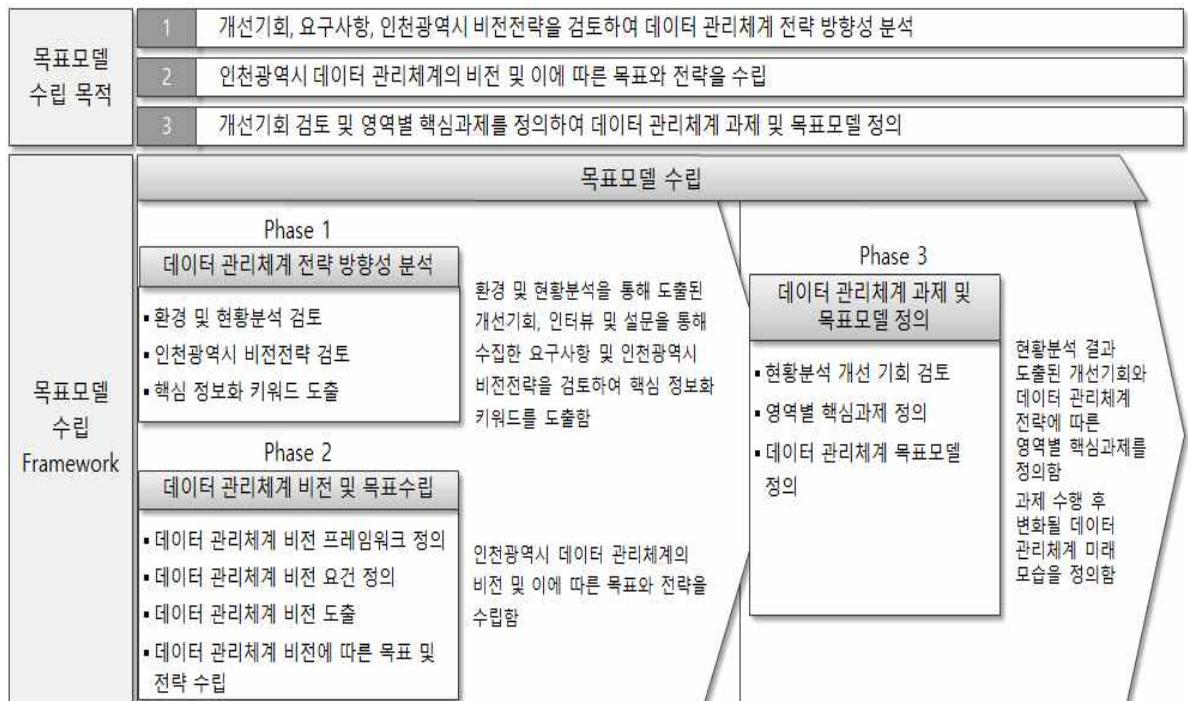 목표모델
수립 목적
1 개선기회, 요구사항, 인천광역시 비전전략을 검토하여 데이터 관리체계 전략 방향성 분석
2 인천광역시 데이터 관리체계의 비전 및 이에 따른 목표와 전략을 수립
3 개선기회 검토 및 영역별 핵심과제를 정의하여 데이터 관리체계 과제 및 목표모델 정의
목표모델
수립
Framework
목표모델 수립
Phase 1
데이터 관리체계 전략 방향성 분석
▪ 환경 및 현황분석 검토
▪ 인천광역시 비전전략 검토
▪ 핵심 정보화 키워드 도출
환경 및 현황분석을 통해 도출된
개선기회, 인터뷰 및 설문을 통해
수집한 요구사항 및 인천광역시
비전전략을 검토하여 핵심 정보화
키워드를 도출함
Phase 2
데이터 관리체계 비전 및 목표수립
▪ 데이터 관리체계 비전 프레임워크 정의
▪ 데이터 관리체계 비전 요건 정의
▪ 데이터 관리체계 비전 도출
▪ 데이터 관리체계 비전에 따른 목표 및
전략 수립
인천광역시 데이터 관리체계의
비전 및 이에 따른 목표와 전략을
수립함
Phase 3
데이터 관리체계 과제 및
목표모델 정의
▪ 현황분석 개선 기회 검토
▪ 영역별 핵심과제 정의
▪ 데이터 관리체계 목표모델
정의
현황분석 결과
도출된 개선기회와
데이터 관리체계
전략에 따른
영역별 핵심과제를
정의함
과제 수행 후
변화될 데이터
관리체계 미래
모습을 정의함